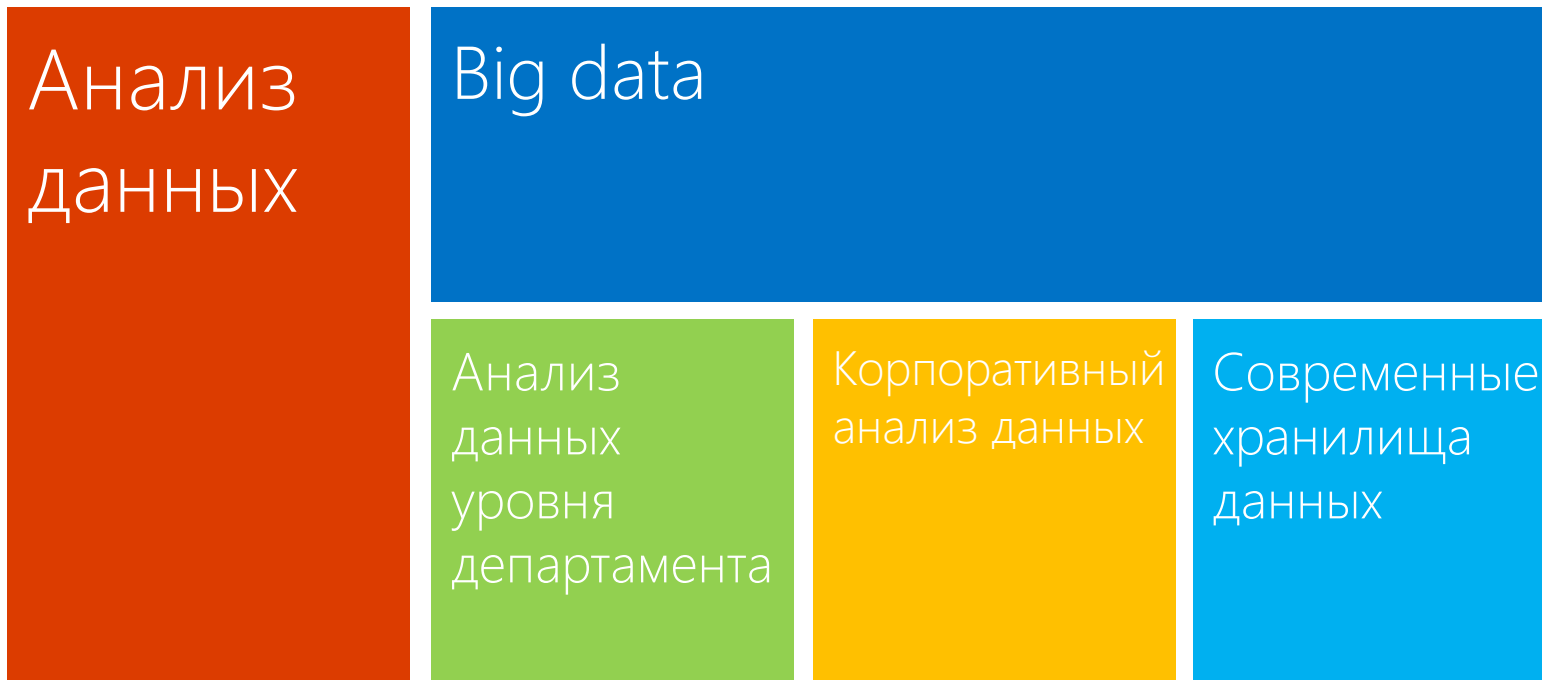 Анализ
данных
Big data
Анализ
данных
уровня
департамента
Корпоративный
анализ данных
Современные
хранилища
данных